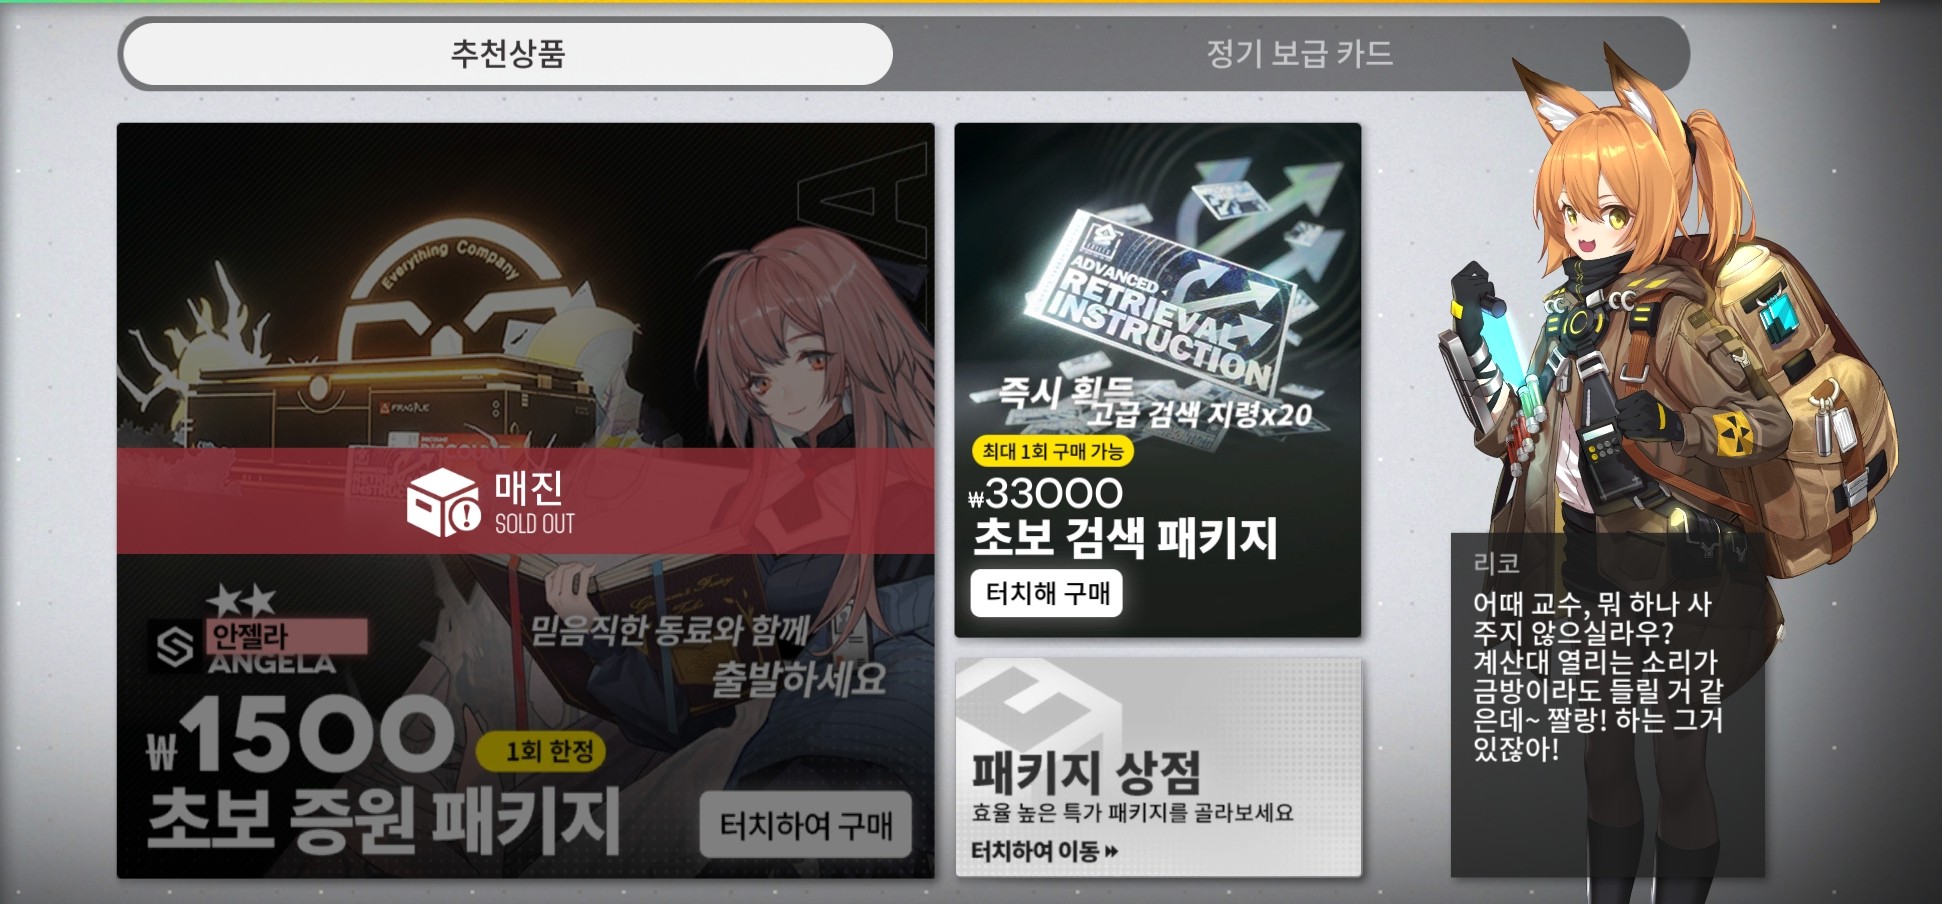 추천상품
정기 보급 카드
Everything Company
FRAGILE
매진
SOLD OUT
안젤라
ANGELA
믿음직한 동료와 함께
출발하세요
₩1500
1회 한정
초보 증원 패키지
터치하여 구매
ADVANCED
RETRIEVAL
INSTRUCTION
즉시 획득
고급 검색 지령x20
최대 1회 구매 가능
₩33000
초보 검색 패키지
터치해 구매
패키지 상점
효율 높은 특가 패키지를 골라보세요
터치하여 이동
리코
어때 교수, 뭐 하나 사
주지 않으실라우?
계산대 열리는 소리가
금방이라도 들릴 거 같
은데~ 짤랑! 하는 그거
있잖아!